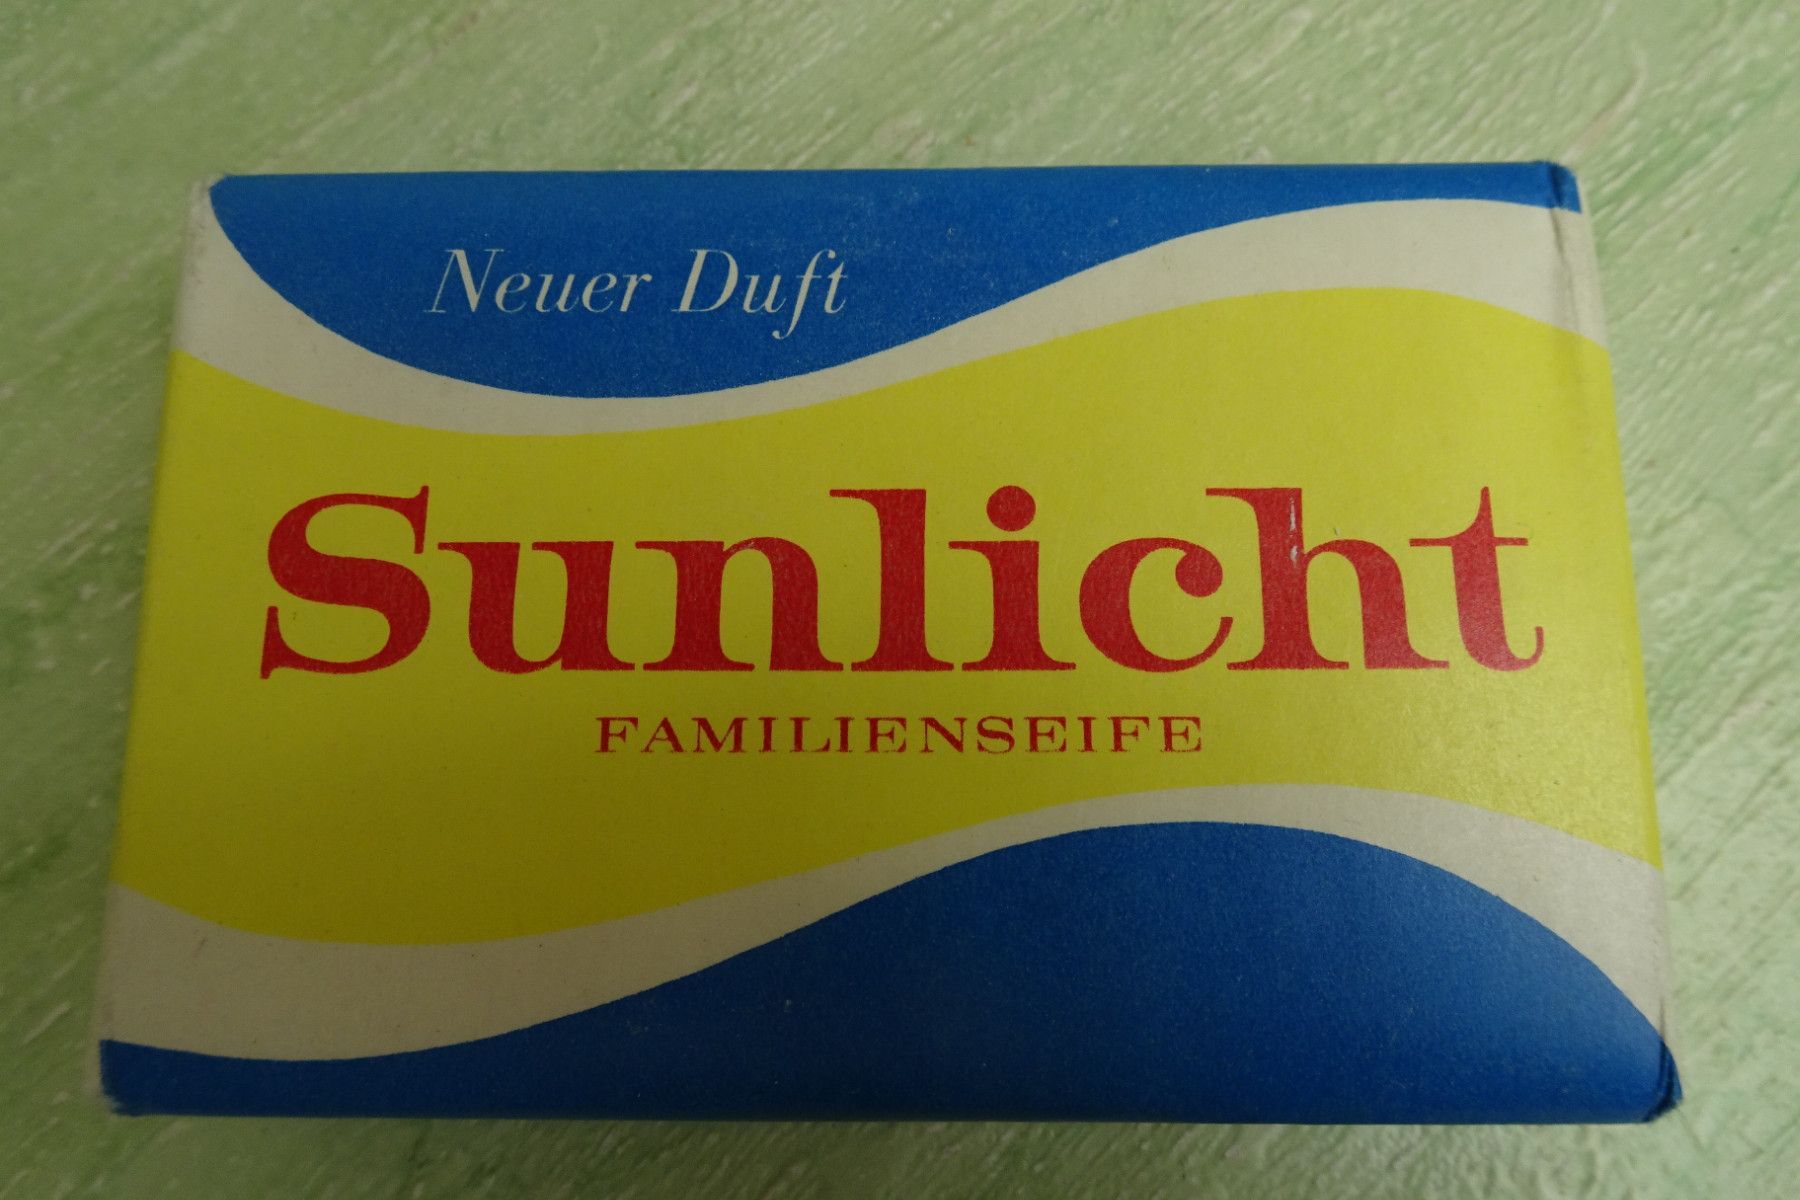 Neuer Duft
Sunlicht
FAMILIENSEIFE